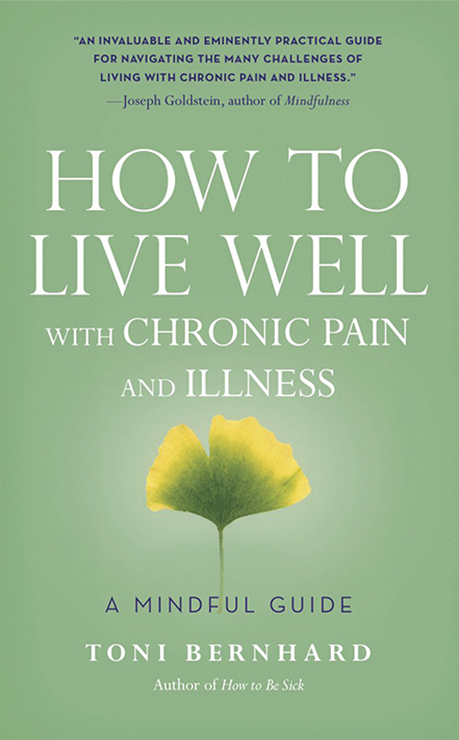 “AN INVALUABLE AND EMINENTLY PRACTICAL GUIDE
FOR NAVIGATING THE MANY CHALLENGES OF
LIVING WITH CHRONIC PAIN AND ILLNESS.”
—Joseph Goldstein, author of Mindfulness
HOW TO
LIVE WELL
WITH CHRONIC PAIN
AND ILLNESS
A MINDFUL GUIDE
TONI BERNHARD
Author of How to Be Sick